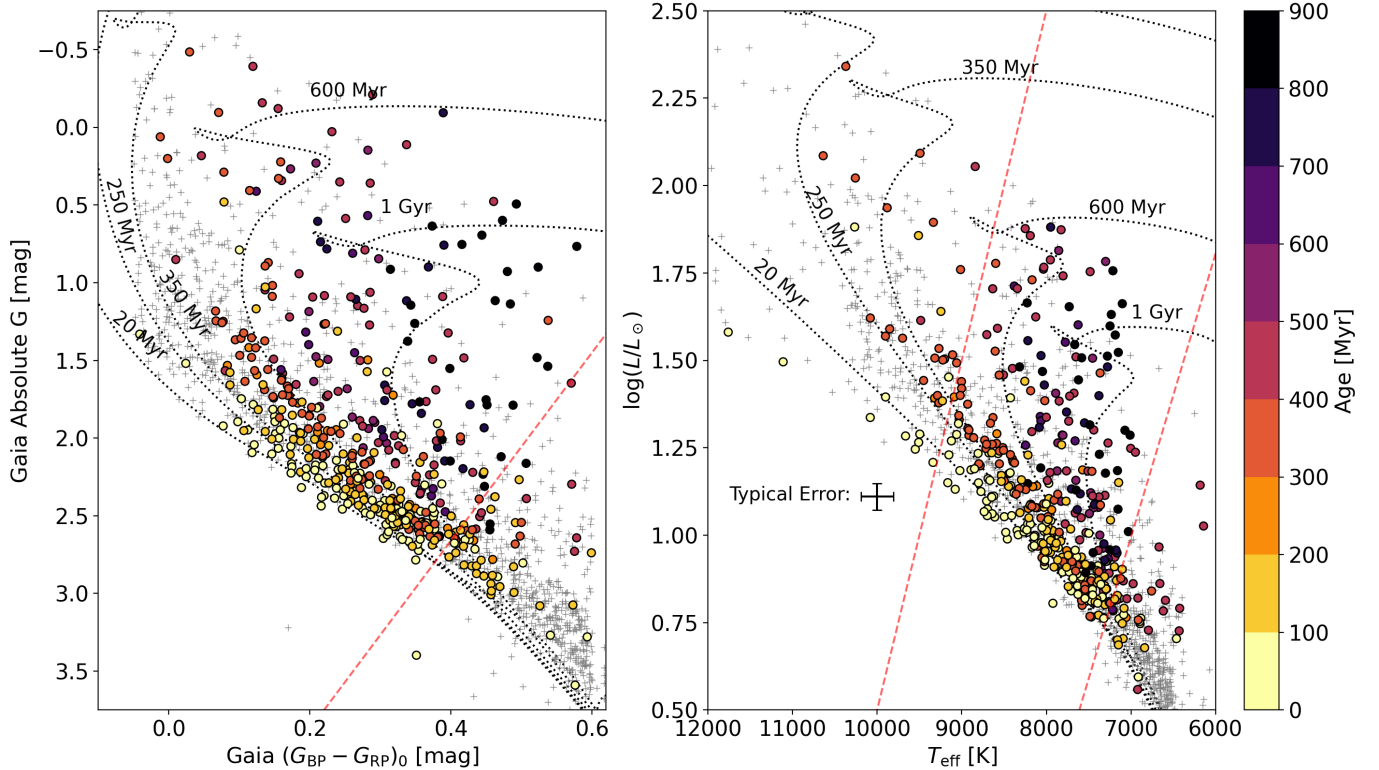 −0.5
0.0
0.5
1.0
1.5
2.0
2.5
3.0
3.5
Gaia Absolute G [mag]
0.0
0.2
0.4
0.6
Gaia (G_BP − G_RP)_0 [mag]
600 Myr
1 Gyr
250 Myr
350 Myr
20 Myr
2.50
2.25
2.00
1.75
1.50
1.25
1.00
0.75
0.50
log(L/L⊙)
12000
11000
10000
9000
8000
7000
6000
T_eff [K]
350 Myr
250 Myr
600 Myr
20 Myr
1 Gyr
Typical Error:
900
800
700
600
500
400
300
200
100
0
Age [Myr]